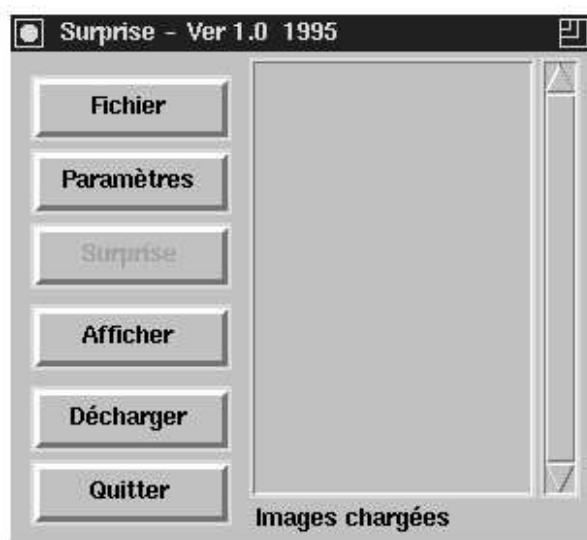 Surprise - Ver 1.0 1995
Fichier
Paramètres
Surprise
Afficher
Décharger
Quitter
Images chargées